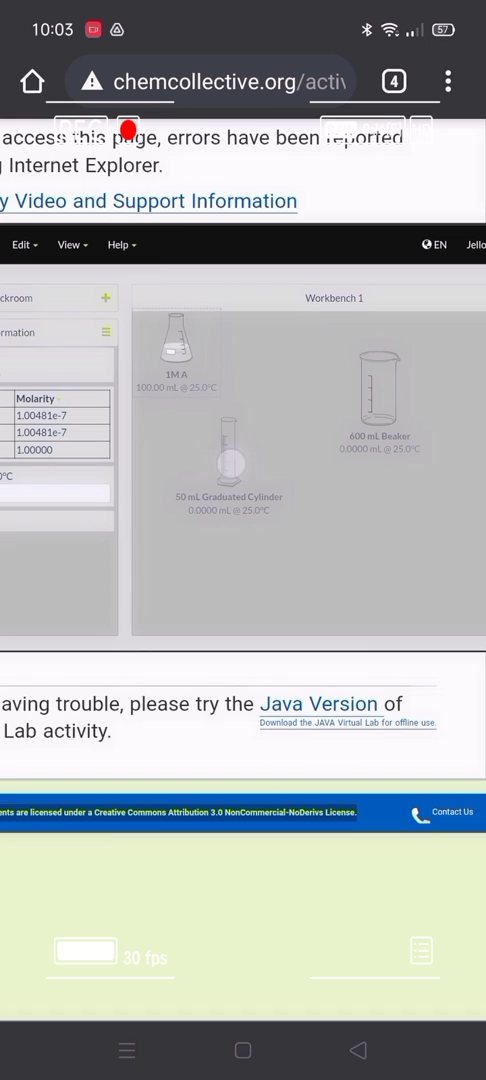 10:03
57
chemcollective.org/activ
4
access this page, errors have been reported
g Internet Explorer.
y Video and Support Information
Edit
View
Help
EN
Jello
ckroom
Workbench 1
rmation
1M A
100.00 mL @ 25.0°C
Molarity
1.00481e-7
1.00481e-7
1.00000
600 mL Beaker
0.0000 mL @ 25.0°C
0°C
50 mL Graduated Cylinder
0.0000 mL @ 25.0°C
aving trouble, please try the Java Version of
Download the JAVA Virtual Lab for offline use.
Lab activity.
ents are licensed under a Creative Commons Attribution 3.0 NonCommercial-NoDerivs License.
Contact Us
30 fps